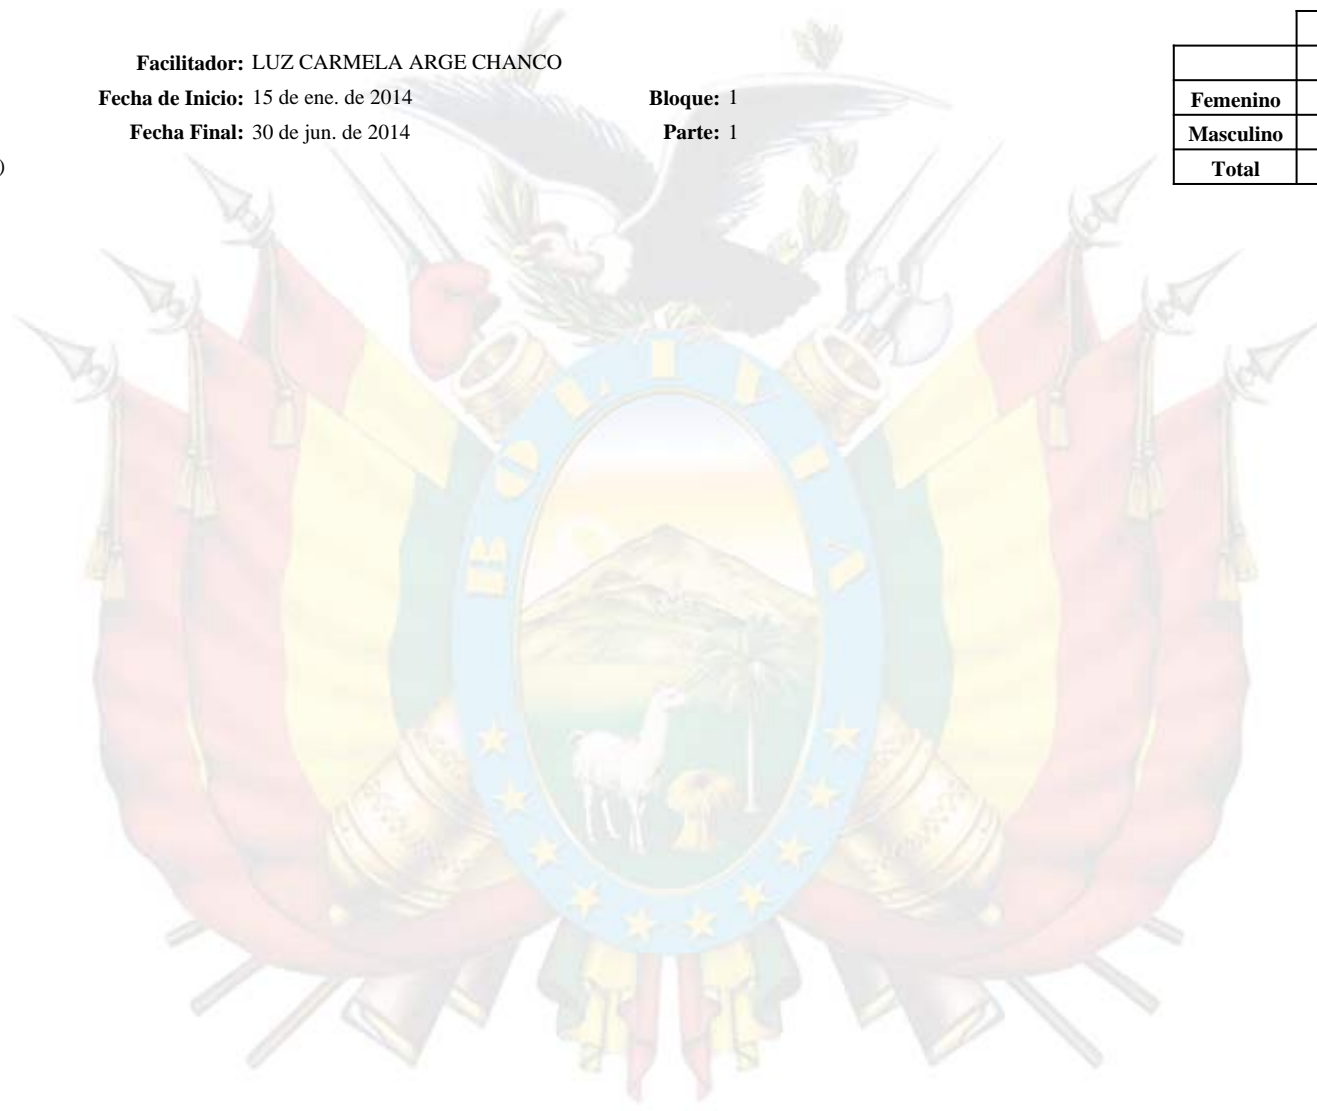 Facilitador: LUZ CARMELA ARGE CHANCO
Fecha de Inicio: 15 de ene. de 2014 Bloque: 1
Fecha Final: 30 de jun. de 2014 Parte: 1
)
Femenino
Masculino
Total
BOLIVIA